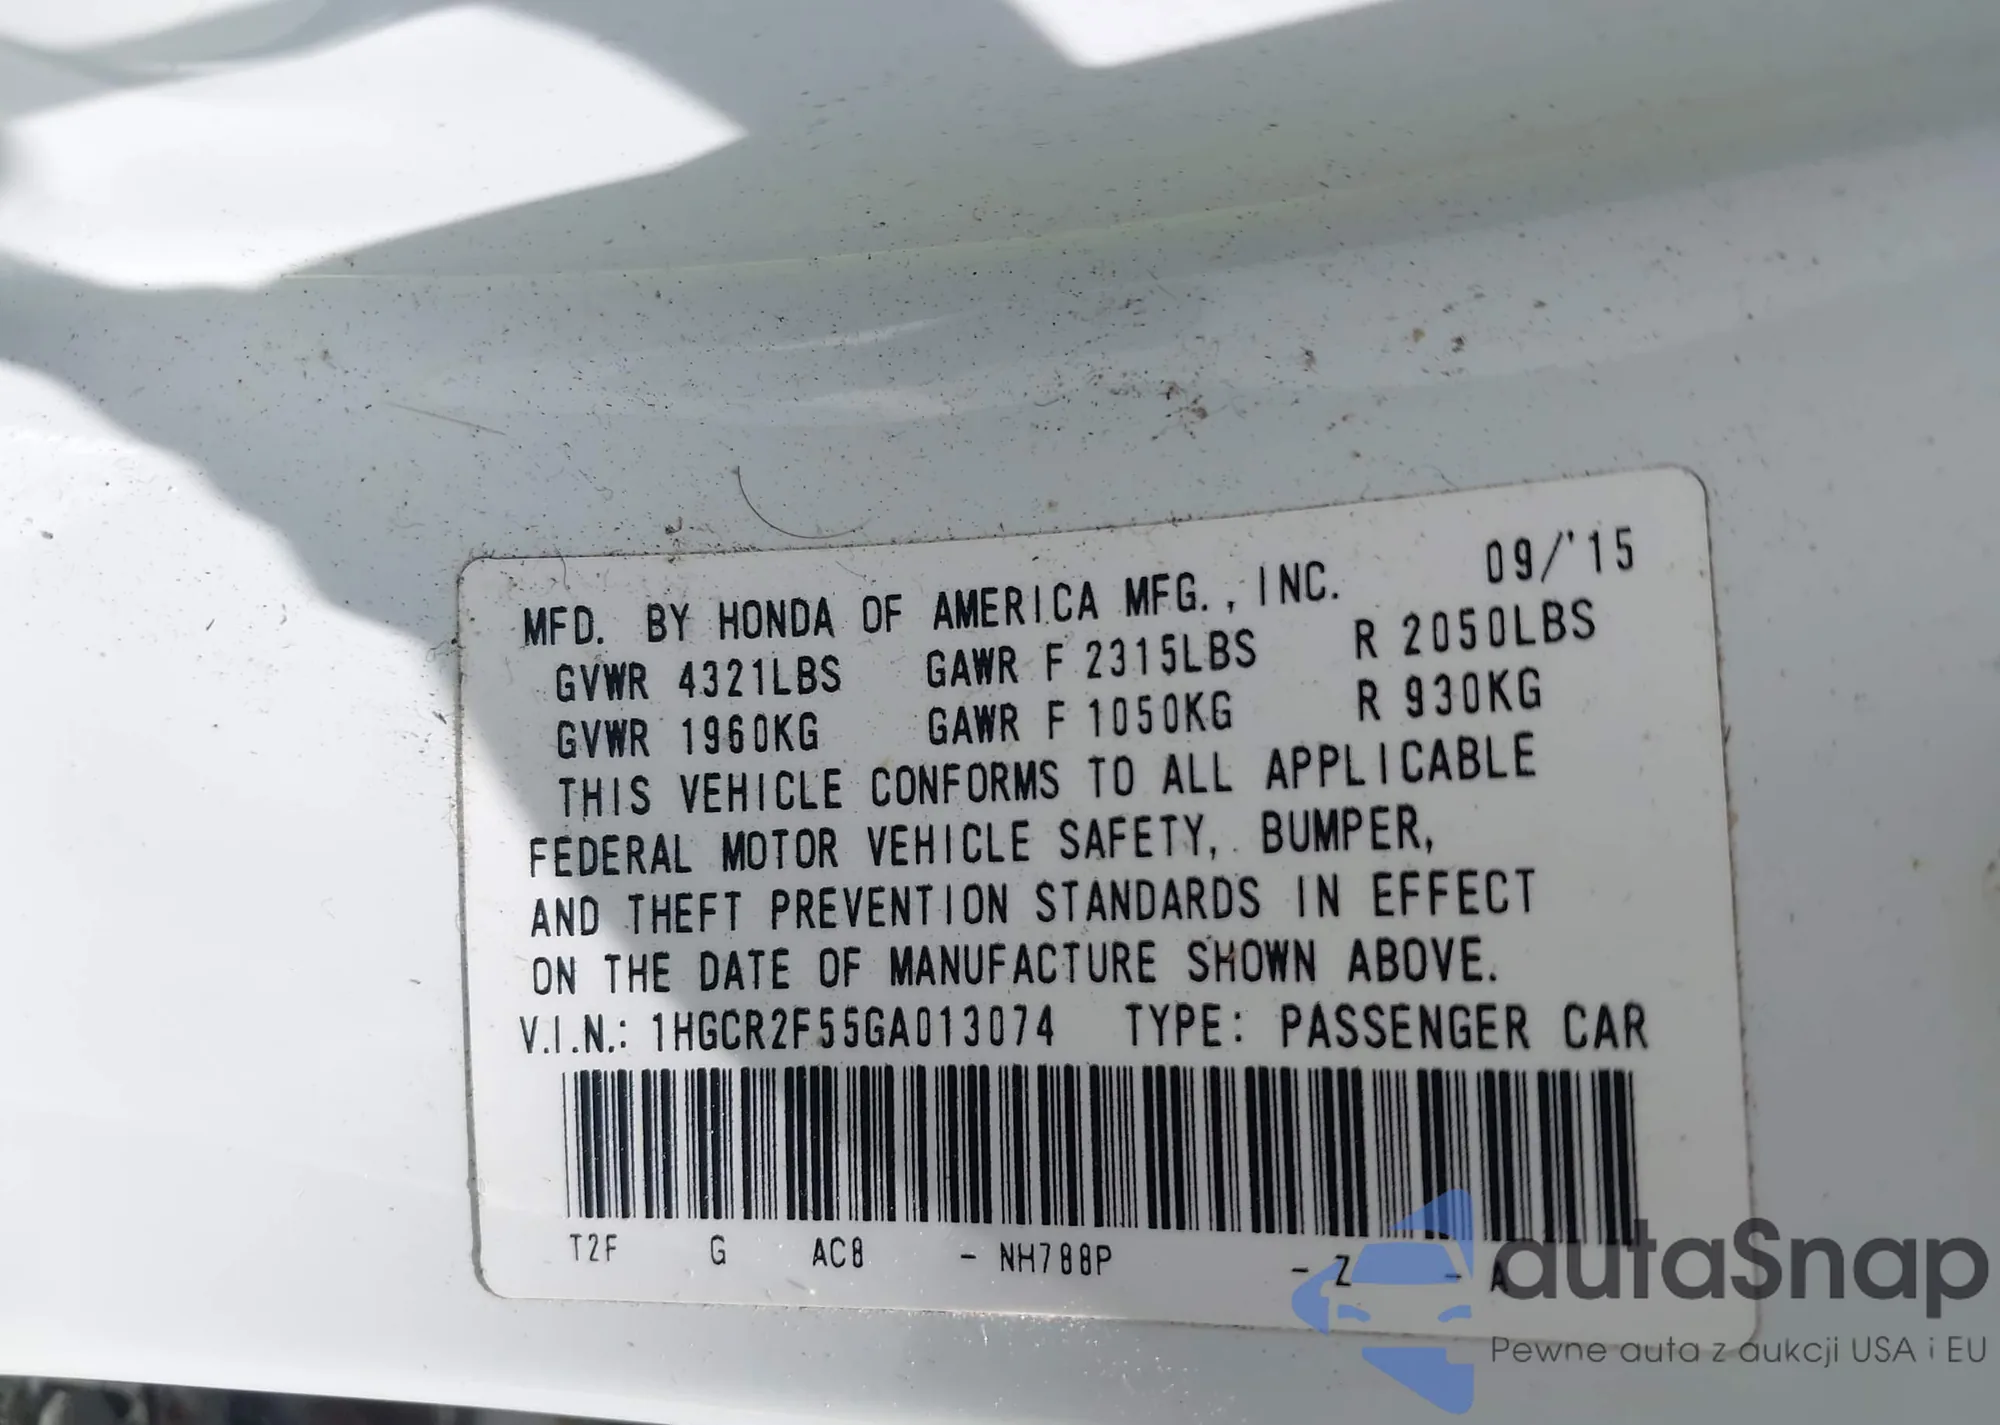 MFD. BY HONDA OF AMERICA MFG., INC. 09/'15
GVWR 4321LBS GAWR F 2315LBS R 2050LBS
GVWR 1960KG GAWR F 1050KG R 930KG
THIS VEHICLE CONFORMS TO ALL APPLICABLE
FEDERAL MOTOR VEHICLE SAFETY, BUMPER,
AND THEFT PREVENTION STANDARDS IN EFFECT
ON THE DATE OF MANUFACTURE SHOWN ABOVE.
V.I.N.: 1HGCR2F55GA013074 TYPE: PASSENGER CAR
T2F G AC8 - NH788P - Z - A
autaSnap
Pewne auta z aukcji USA i EU